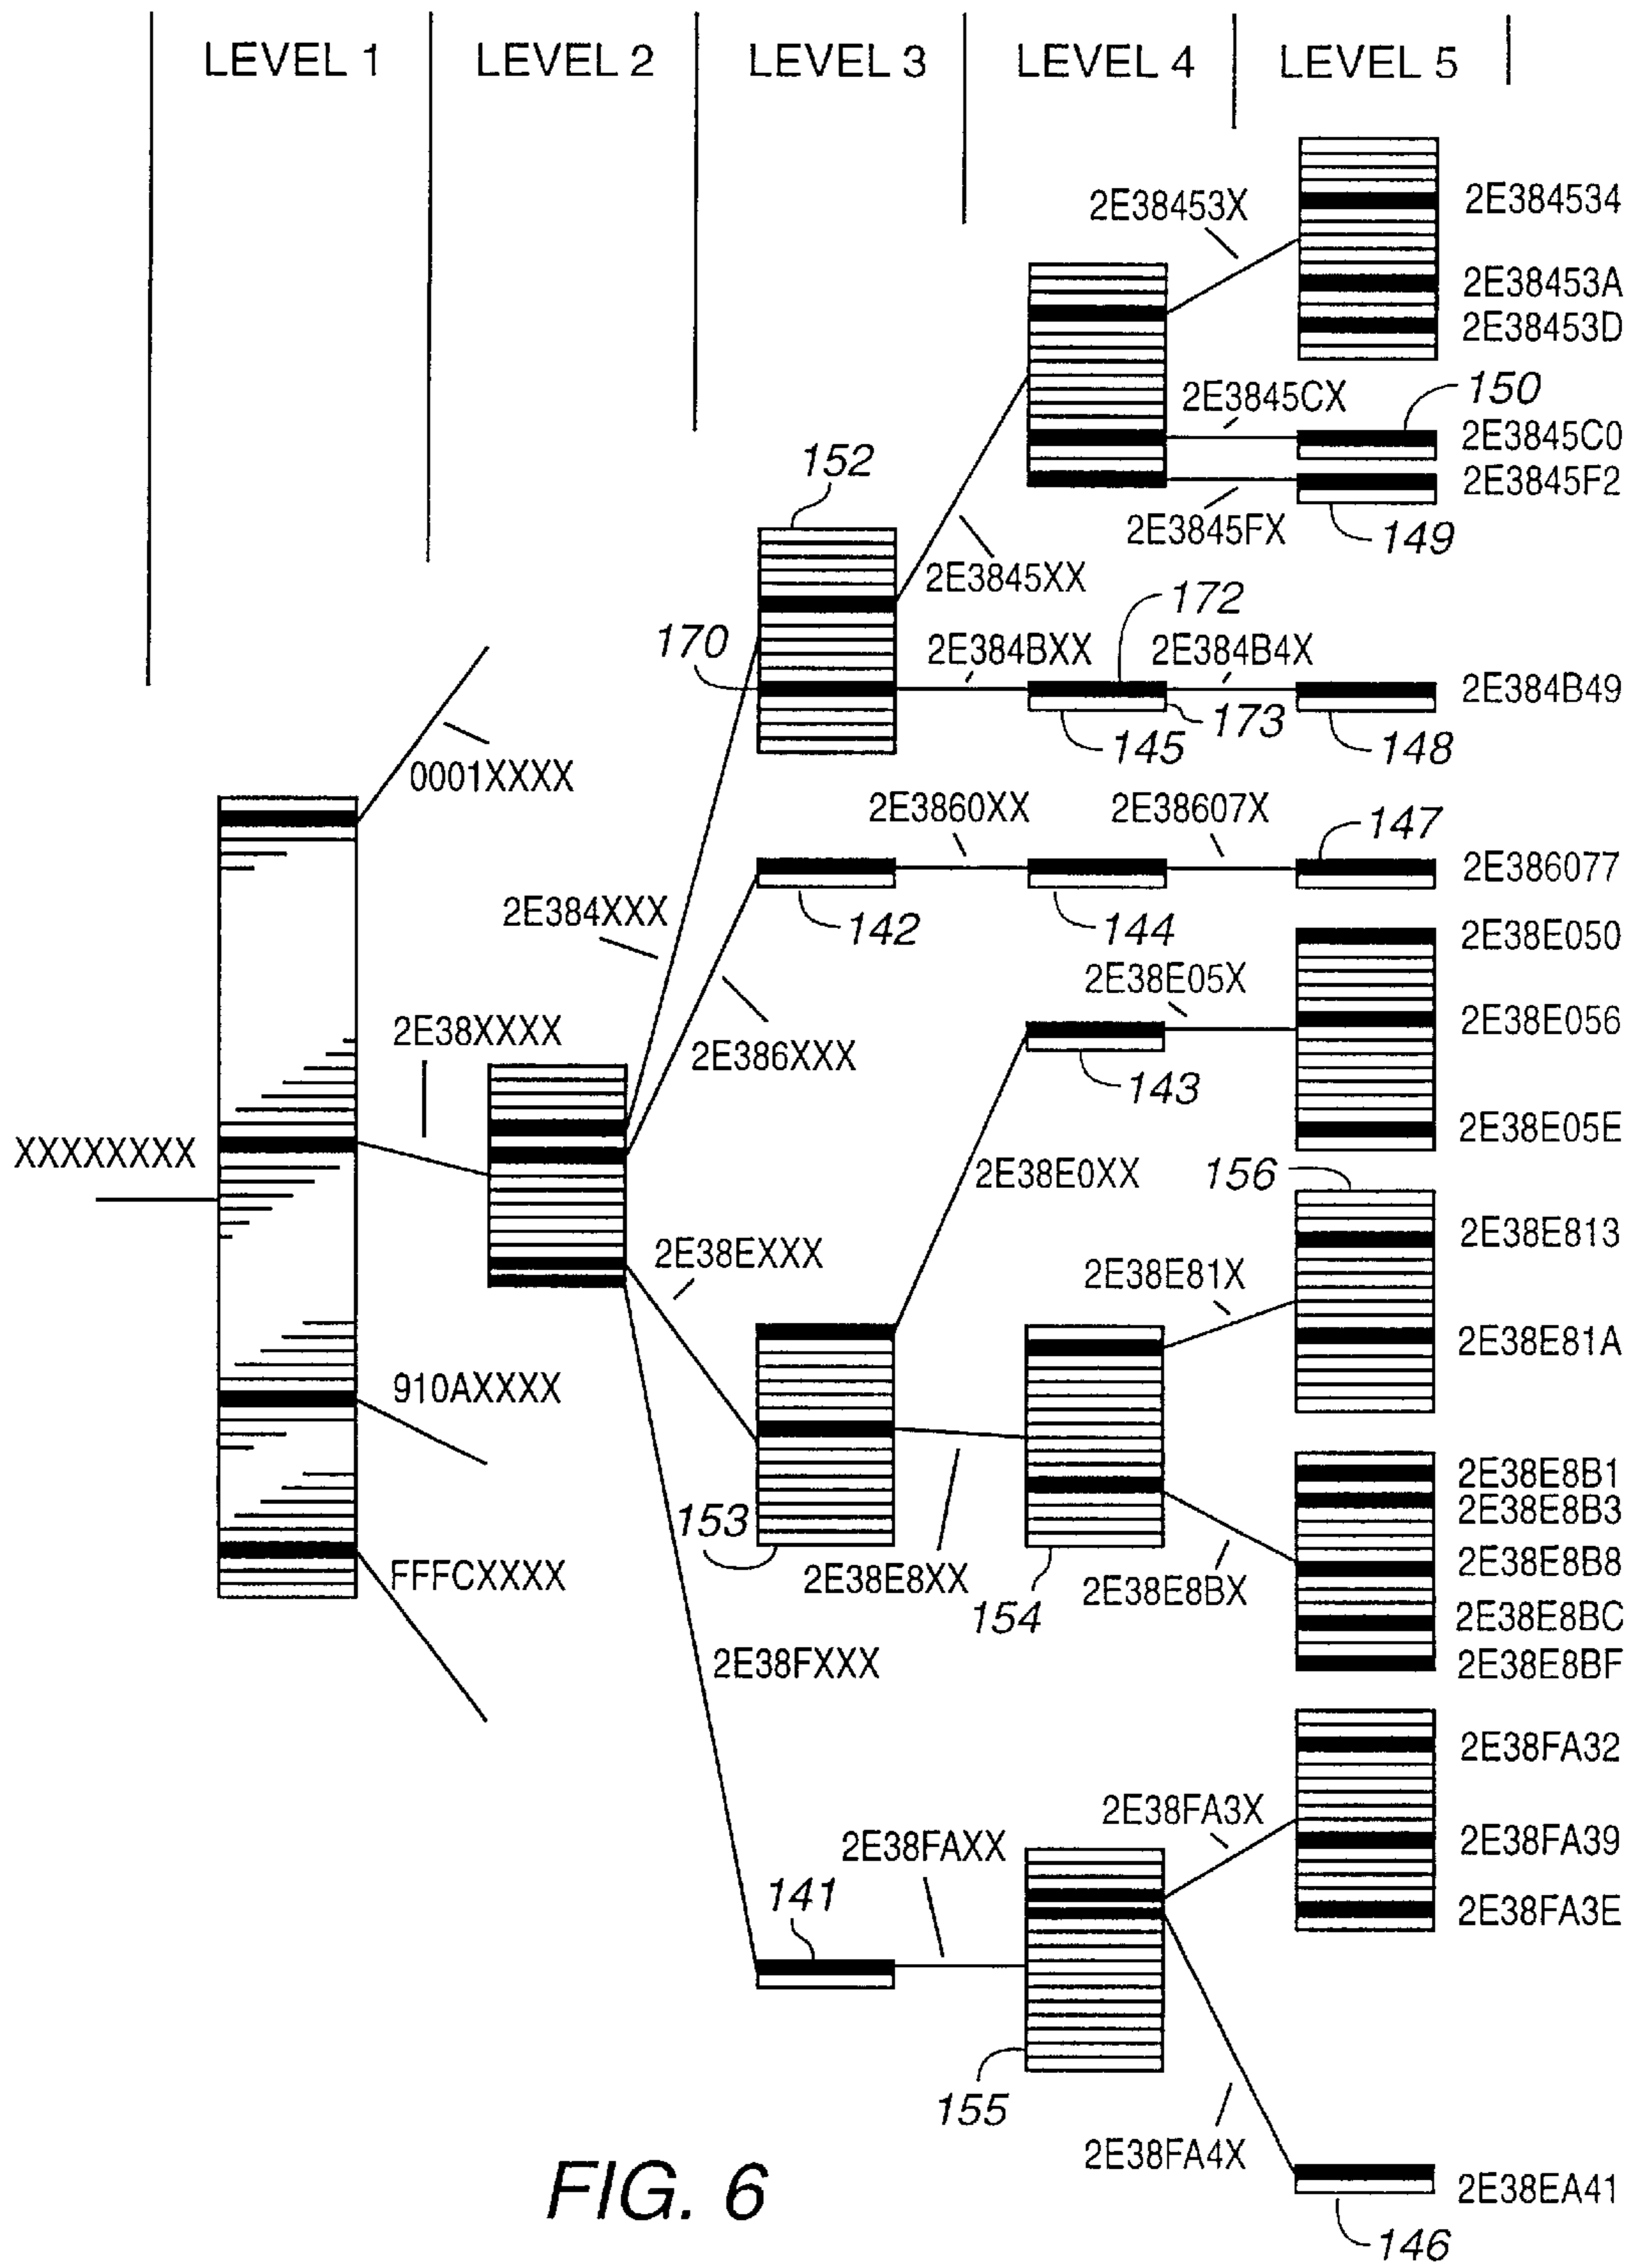 LEVEL 1 LEVEL 2 LEVEL 3 LEVEL 4 LEVEL 5
2E38453X
2E384534
2E38453A
2E38453D
150
2E3845CX
2E3845C0
152
2E3845F2
2E3845FX
149
2E3845XX
172
170
2E384BXX
2E384B4X
2E384B49
173
145
148
0001XXXX
2E3860XX
2E38607X
147
2E386077
2E384XXX
142
144
2E38E050
2E38E05X
2E38XXXX
2E386XXX
2E38E056
143
XXXXXXXX
2E38E05E
2E38E0XX
156
2E38EXXX
2E38E813
2E38E81X
2E38E81A
910AXXXX
2E38E8B1
2E38E8B3
153
FFFCXXXX
2E38E8XX
2E38E8BX
2E38E8B8
154
2E38E8BC
2E38FXXX
2E38E8BF
2E38FA32
2E38FA3X
2E38FAXX
2E38FA39
141
2E38FA3E
155
2E38FA4X
2E38EA41
146
FIG. 6